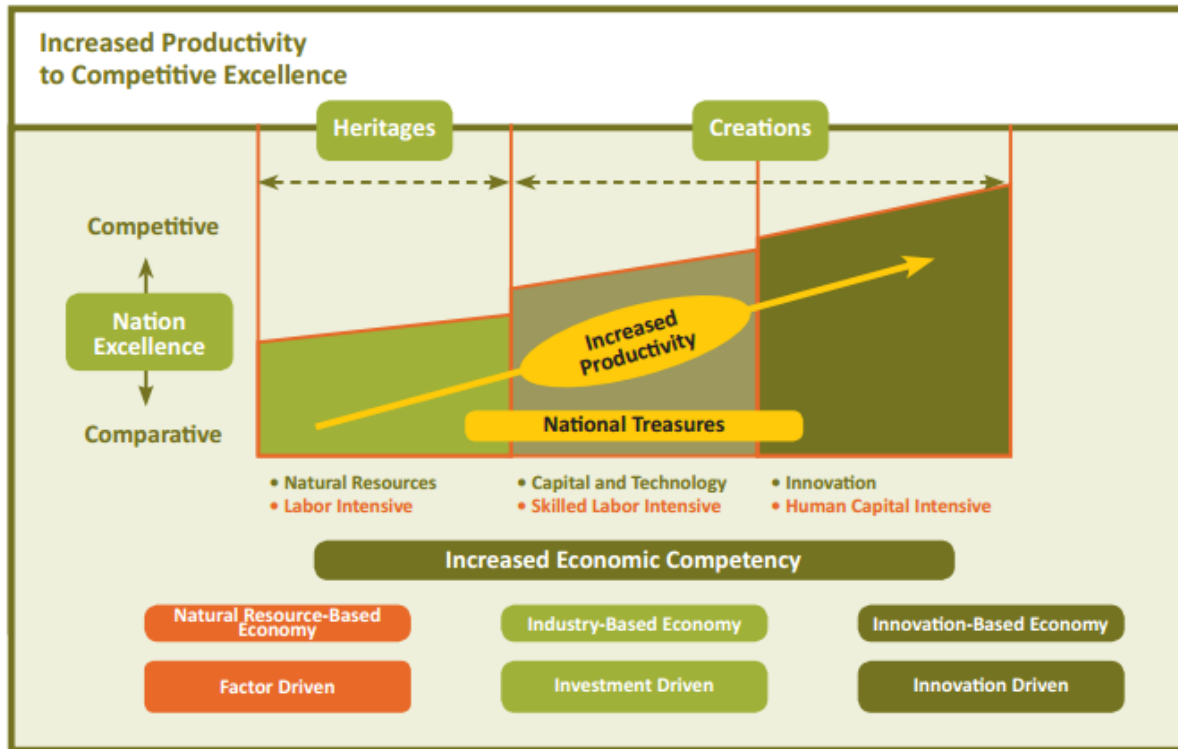 Increased Productivity
to Competitive Excellence
Heritages
Creations
Competitive
Nation
Excellence
Comparative
Increased
Productivity
National Treasures
• Natural Resources
• Labor Intensive
• Capital and Technology
• Skilled Labor Intensive
• Innovation
• Human Capital Intensive
Increased Economic Competency
Natural Resource-Based
Economy
Industry-Based Economy
Innovation-Based Economy
Factor Driven
Investment Driven
Innovation Driven